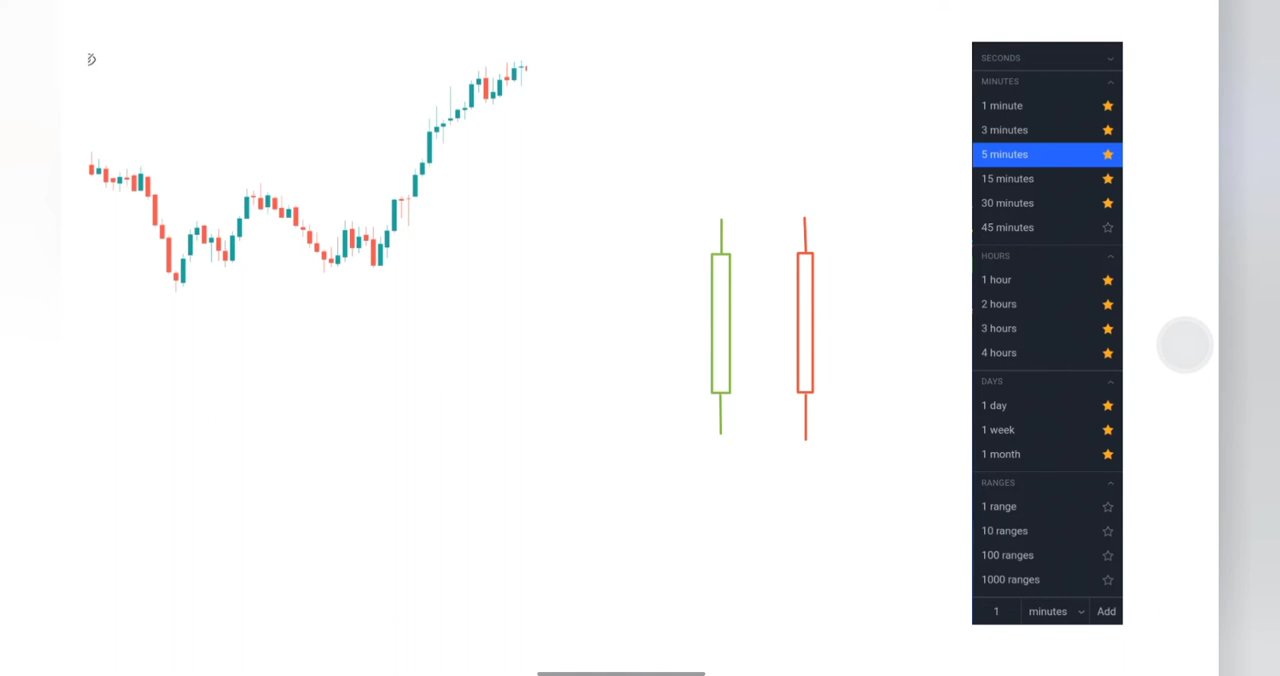 SECONDS
MINUTES
1 minute
3 minutes
5 minutes
15 minutes
30 minutes
45 minutes
HOURS
1 hour
2 hours
3 hours
4 hours
DAYS
1 day
1 week
1 month
RANGES
1 range
10 ranges
100 ranges
1000 ranges
1 minutes Add